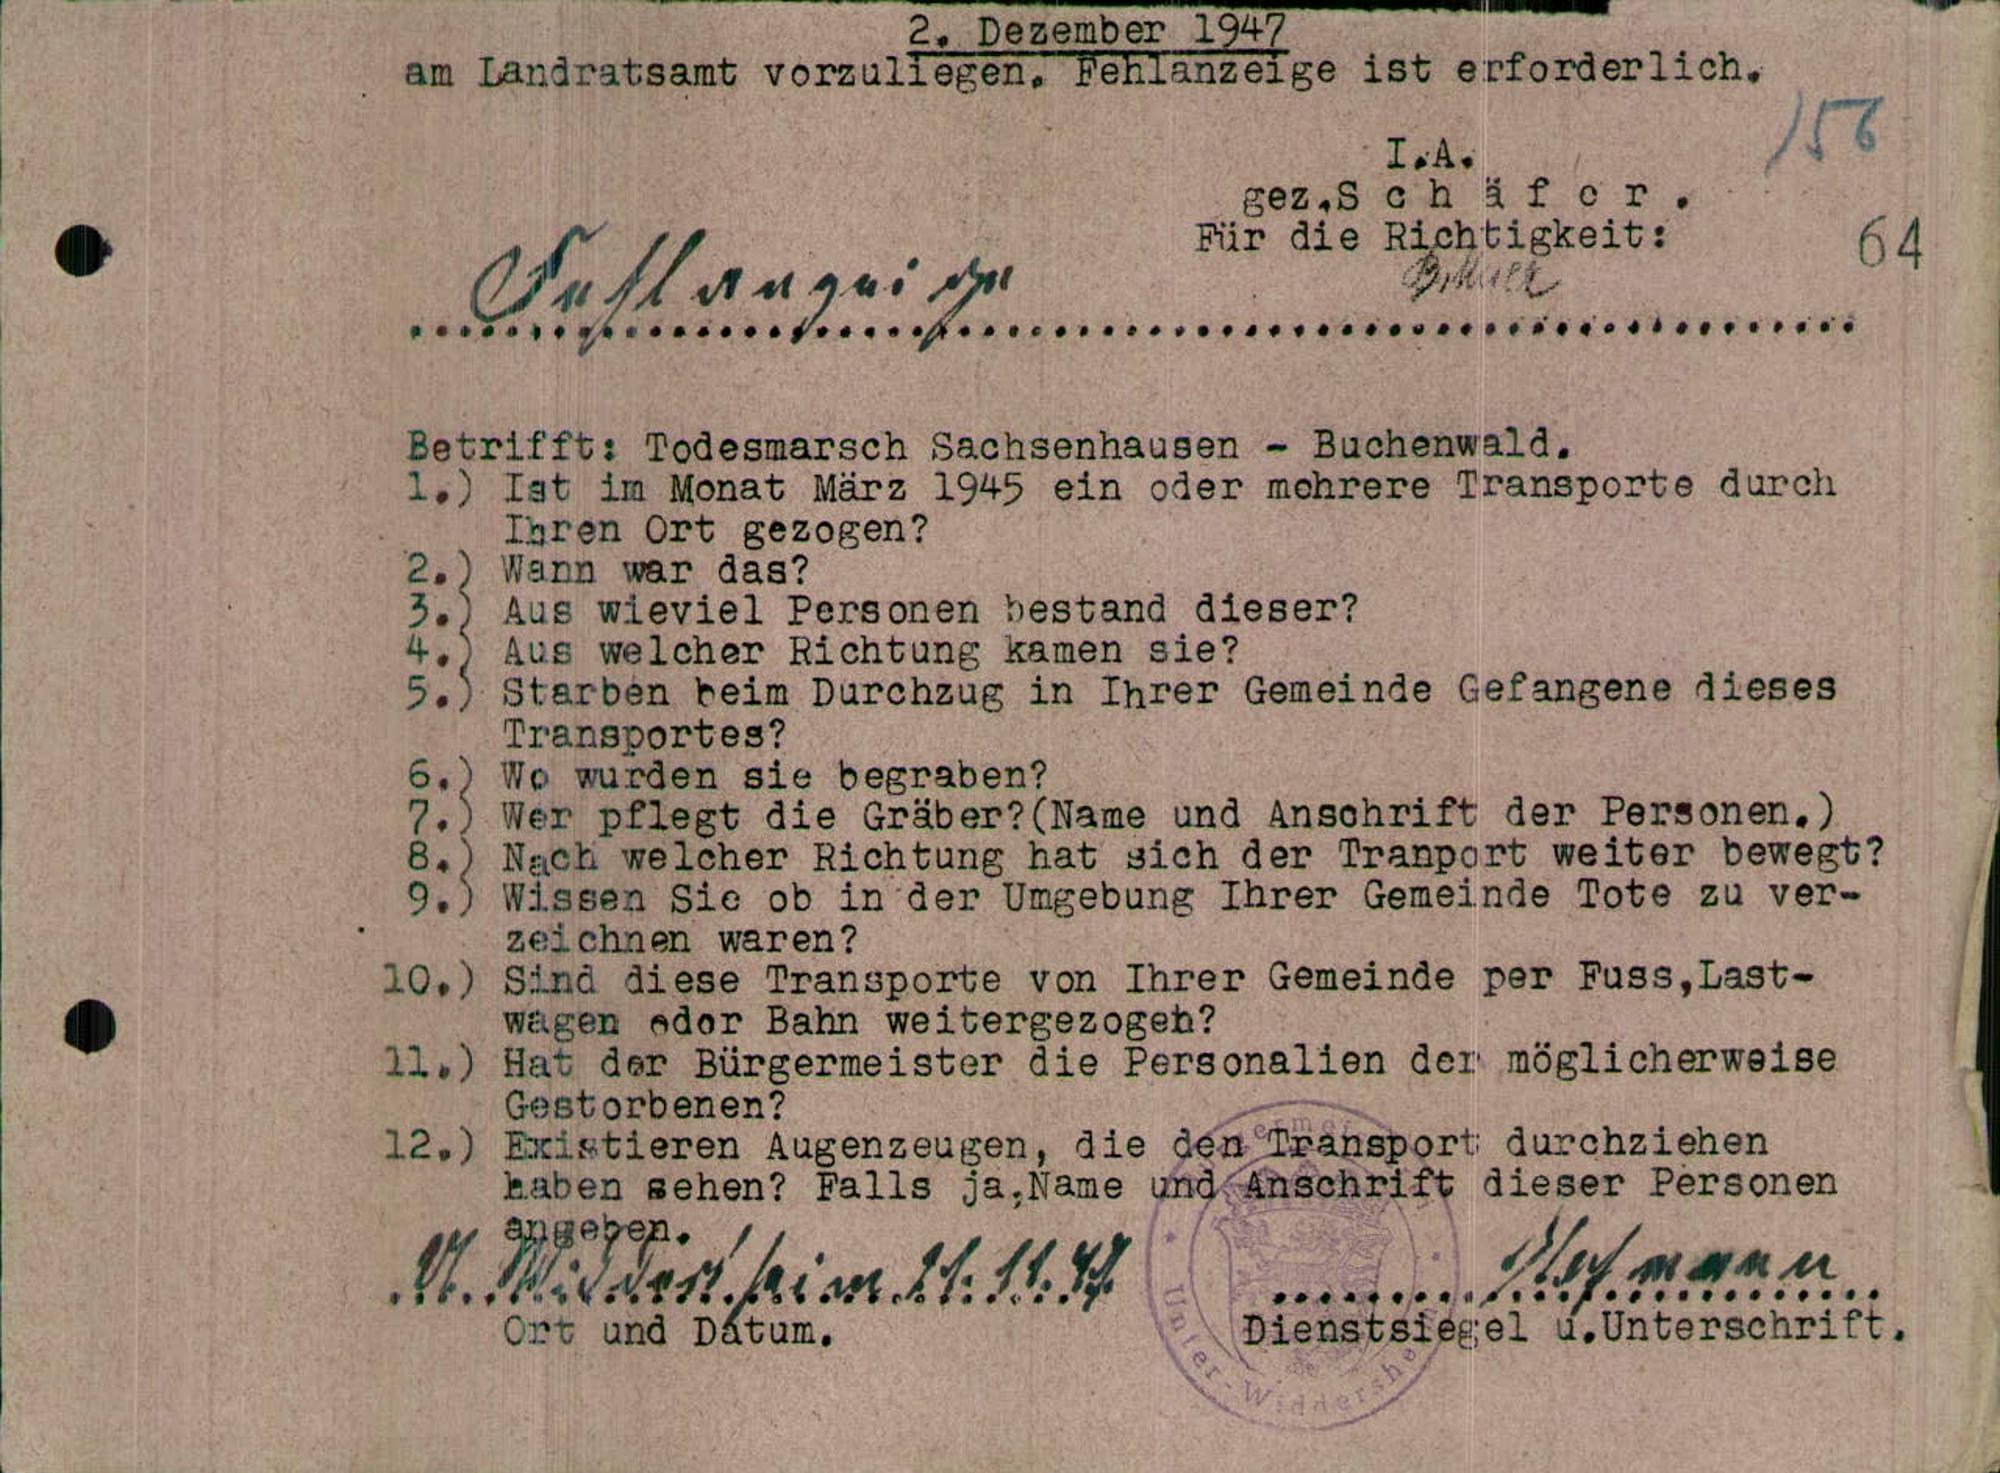 2. Dezember 1947
am Landratsamt vorzuliegen. Fehlanzeige ist erforderlich.
156
I.A.
gez.S c h ä f e r .
Für die Richtigkeit:
64
Fehlanzeige
Betrifft: Todesmarsch Sachsenhausen - Buchenwald.
1.) Ist im Monat März 1945 ein oder mehrere Transporte durch
Ihren Ort gezogen?
2.) Wann war das?
3.) Aus wieviel Personen bestand dieser?
4.) Aus welcher Richtung kamen sie?
5.) Starben beim Durchzug in Ihrer Gemeinde Gefangene dieses
Transportes?
6.) Wo wurden sie begraben?
7.) Wer pflegt die Gräber?(Name und Anschrift der Personen.)
8.) Nach welcher Richtung hat sich der Tranport weiter bewegt?
9.) Wissen Sie ob in der Umgebung Ihrer Gemeinde Tote zu ver-
zeichnen waren?
10.) Sind diese Transporte von Ihrer Gemeinde per Fuss,Last-
wagen oder Bahn weitergezogen?
11.) Hat der Bürgermeister die Personalien der möglicherweise
Gestorbenen?
12.) Existieren Augenzeugen, die den Transport durchziehen
haben sehen? Falls ja,Name und Anschrift dieser Personen
angeben.
U. Widdersheim 21.11.47
Ort und Datum.
Dienstsiegel u.Unterschrift.
Unter-Widdershe